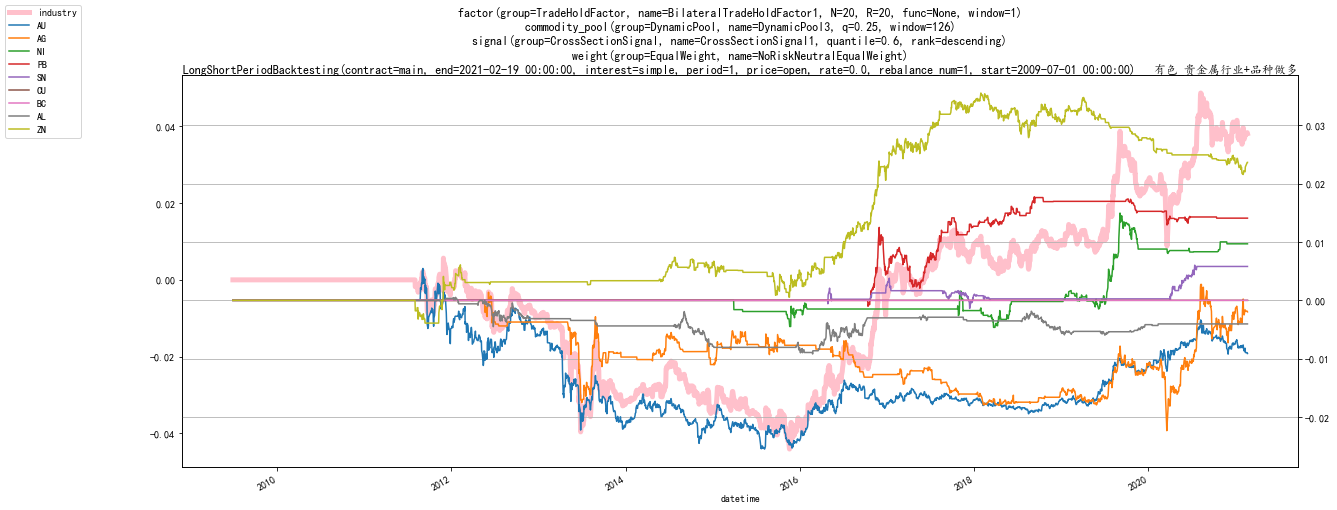 industry
AU
AG
NI
PB
SN
CU
BC
AL
ZN
factor(group=TradeHoldFactor, name=BilateralTradeHoldFactor1, N=20, R=20, func=None, window=1)
commodity_pool(group=DynamicPool, name=DynamicPool3, q=0.25, window=126)
signal(group=CrossSectionSignal, name=CrossSectionSignal1, quantile=0.6, rank=descending)
weight(group=EqualWeight, name=NoRiskNeutralEqualWeight)
LongShortPeriodBacktesting(contract=main, end=2021-02-19 00:00:00, interest=simple, period=1, price=open, rate=0.0, rebalance_num=1, start=2009-07-01 00:00:00) 有色 贵金属行业+品种做多
0.04
0.02
0.00
−0.02
−0.04
0.03
0.02
0.01
0.00
−0.01
−0.02
2010
2012
2014
2016
2018
2020
datetime